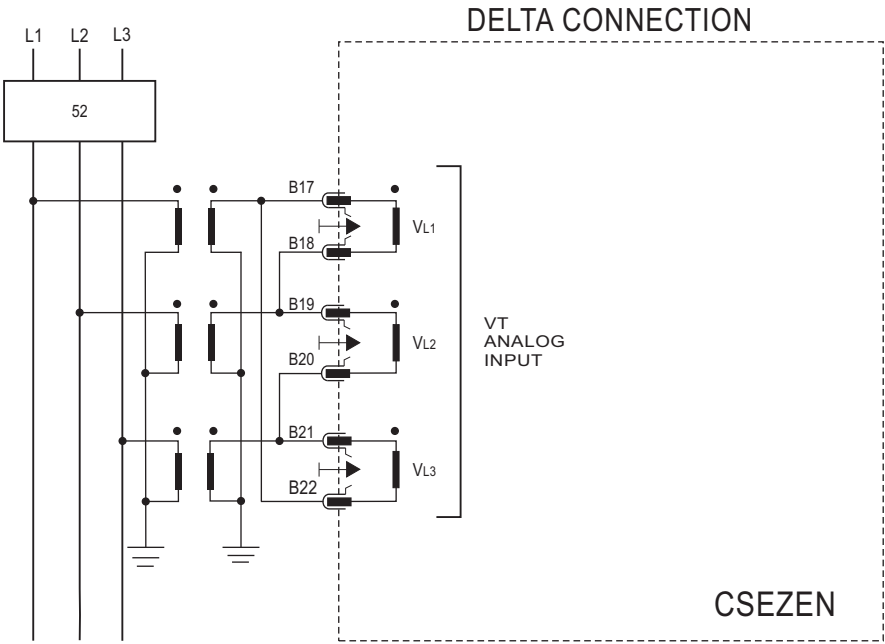 DELTA CONNECTION
L1 L2 L3
52
B17
VL1
B18
B19
VL2
B20
VT
ANALOG
INPUT
B21
VL3
B22
CSEZEN